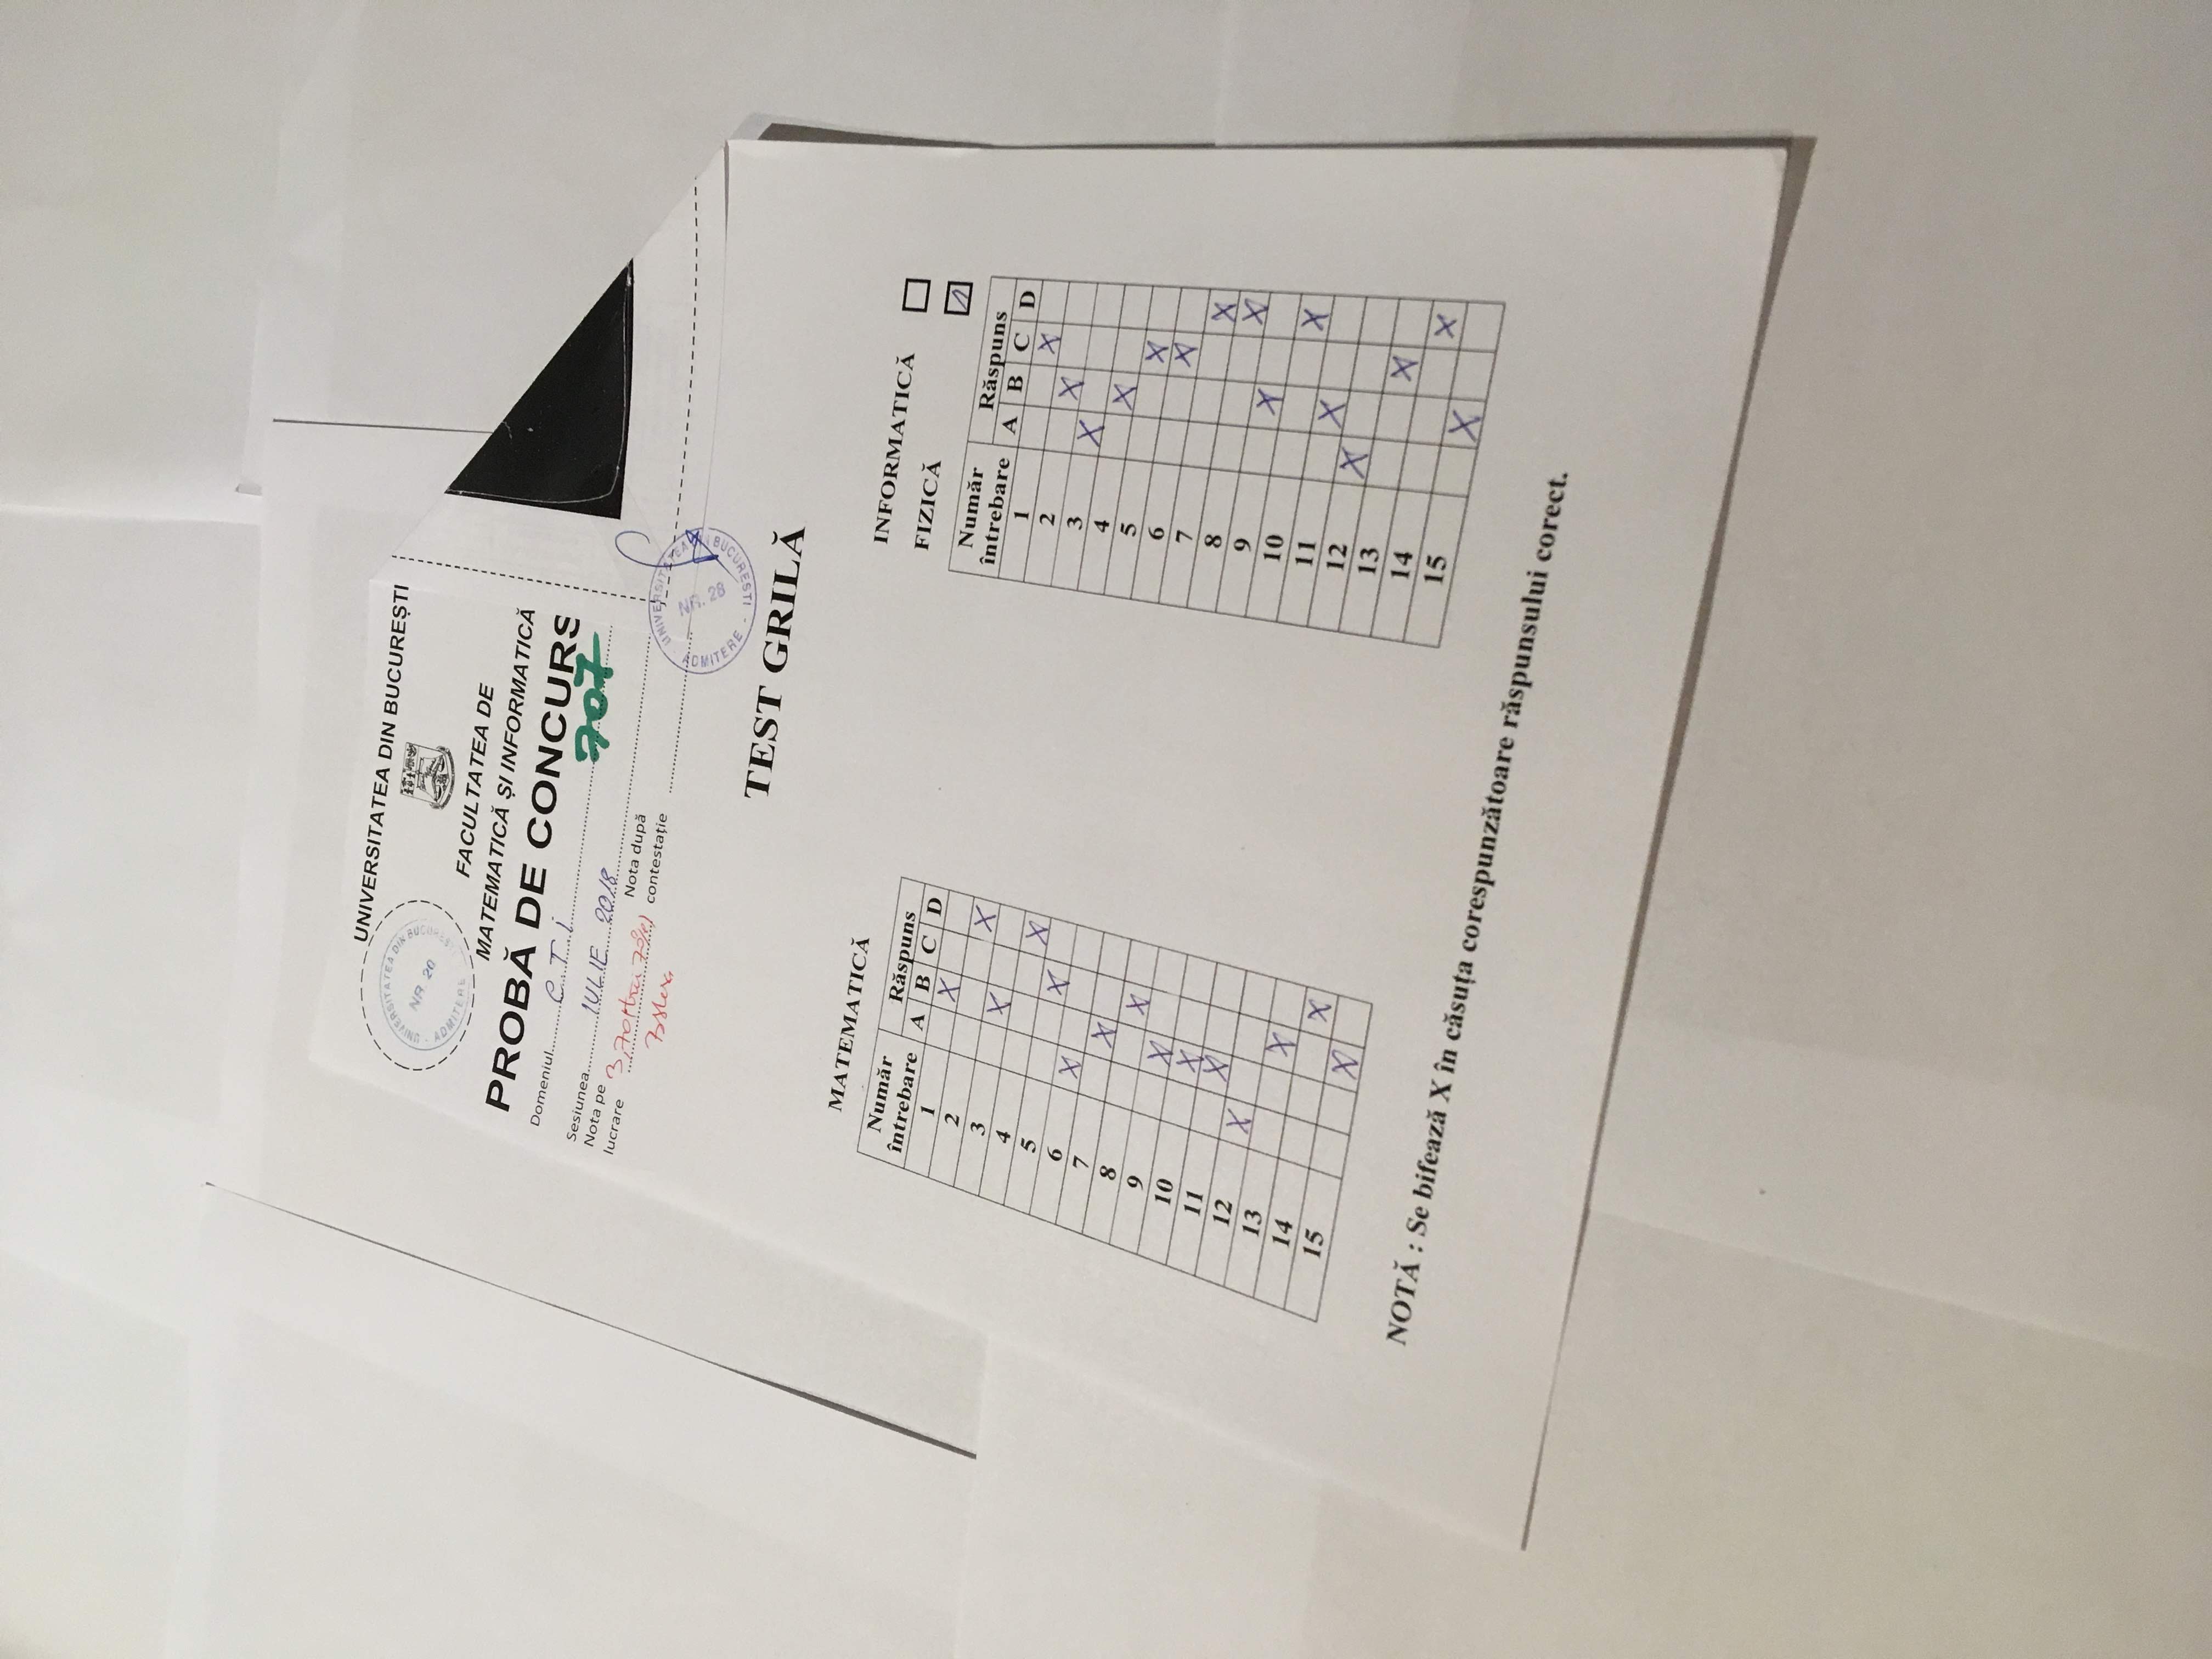 UNIVERSITATEA DIN BUCUREȘTI
UNIVERSITATEA DIN BUCUREȘTI
NR. 20
ADMITERE
FACULTATEA DE
MATEMATICĂ ȘI INFORMATICĂ
PROBĂ DE CONCURS
Domeniul C.T.I
707
Sesiunea IULIE 2018
Nota pe lucrare 3,70
Nota după contestație
UNIVERSITATEA DIN BUCURESTI
NR. 28
ADMITERE
TEST GRILĂ
MATEMATICĂ
Număr întrebare Răspuns
A B C D
1 X
2 X
3 X
4 X
5 X
6 X
7 X
8 X
9 X
10 X
11 X
12 X
13 X
14 X
15 X
INFORMATICĂ
FIZICĂ
Număr întrebare Răspuns
A B C D
1 X
2 X
3 X
4 X
5 X
6 X
7 X
8 X
9 X
10 X
11 X
12 X
13 X
14 X
15 X
NOTĂ : Se bifează X în căsuța corespunzătoare răspunsului corect.